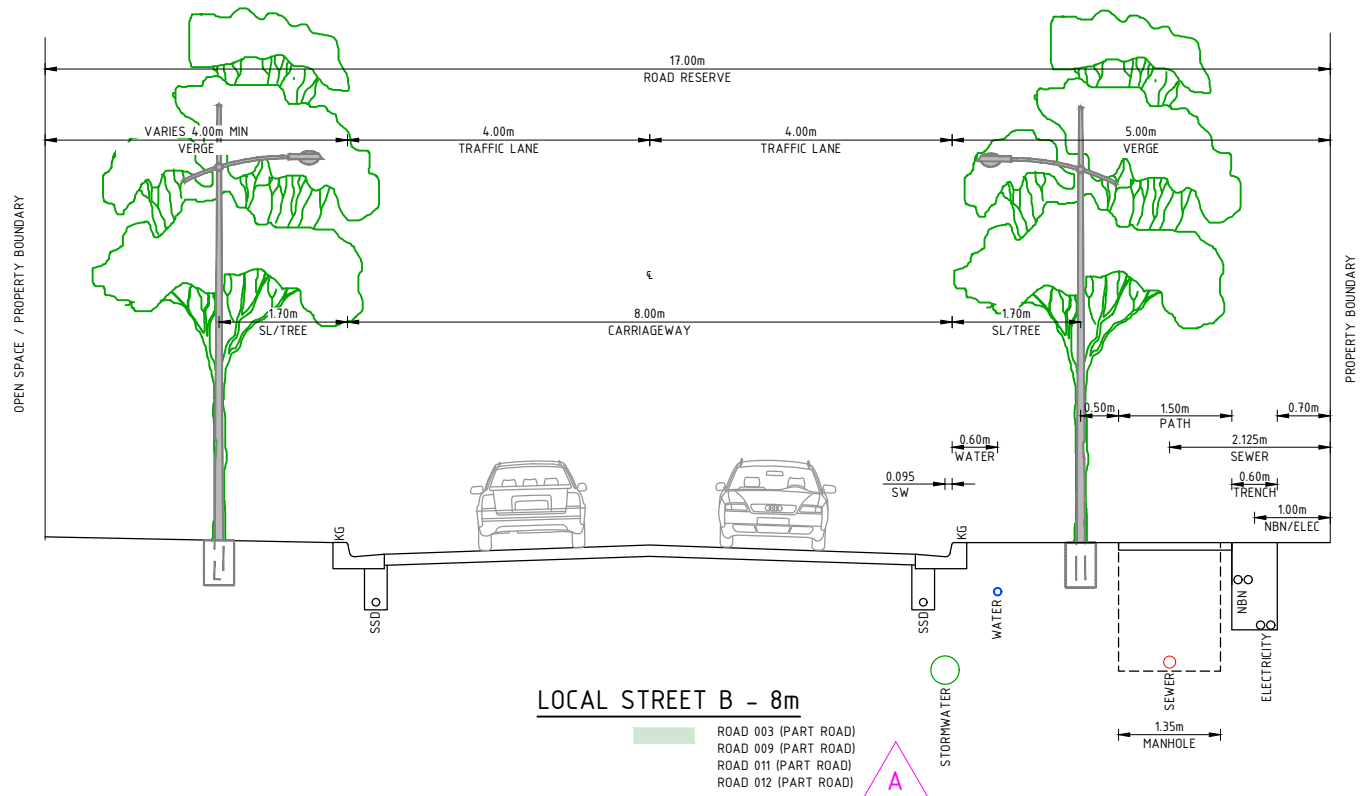 17.00m
ROAD RESERVE
VARIES 4.00m MIN
VERGE
4.00m
TRAFFIC LANE
4.00m
TRAFFIC LANE
5.00m
VERGE
OPEN SPACE / PROPERTY BOUNDARY
PROPERTY BOUNDARY
℄
1.70m
SL/TREE
8.00m
CARRIAGEWAY
1.70m
SL/TREE
0.50m
1.50m
PATH
0.70m
0.60m
WATER
2.125m
SEWER
0.095
SW
0.60m
TRENCH
1.00m
NBN/ELEC
KG
KG
SSD
SSD
WATER
NBN
ELECTRICITY
SEWER
STORMWATER
1.35m
MANHOLE
LOCAL STREET B - 8m
ROAD 003 (PART ROAD)
ROAD 009 (PART ROAD)
ROAD 011 (PART ROAD)
ROAD 012 (PART ROAD)
A